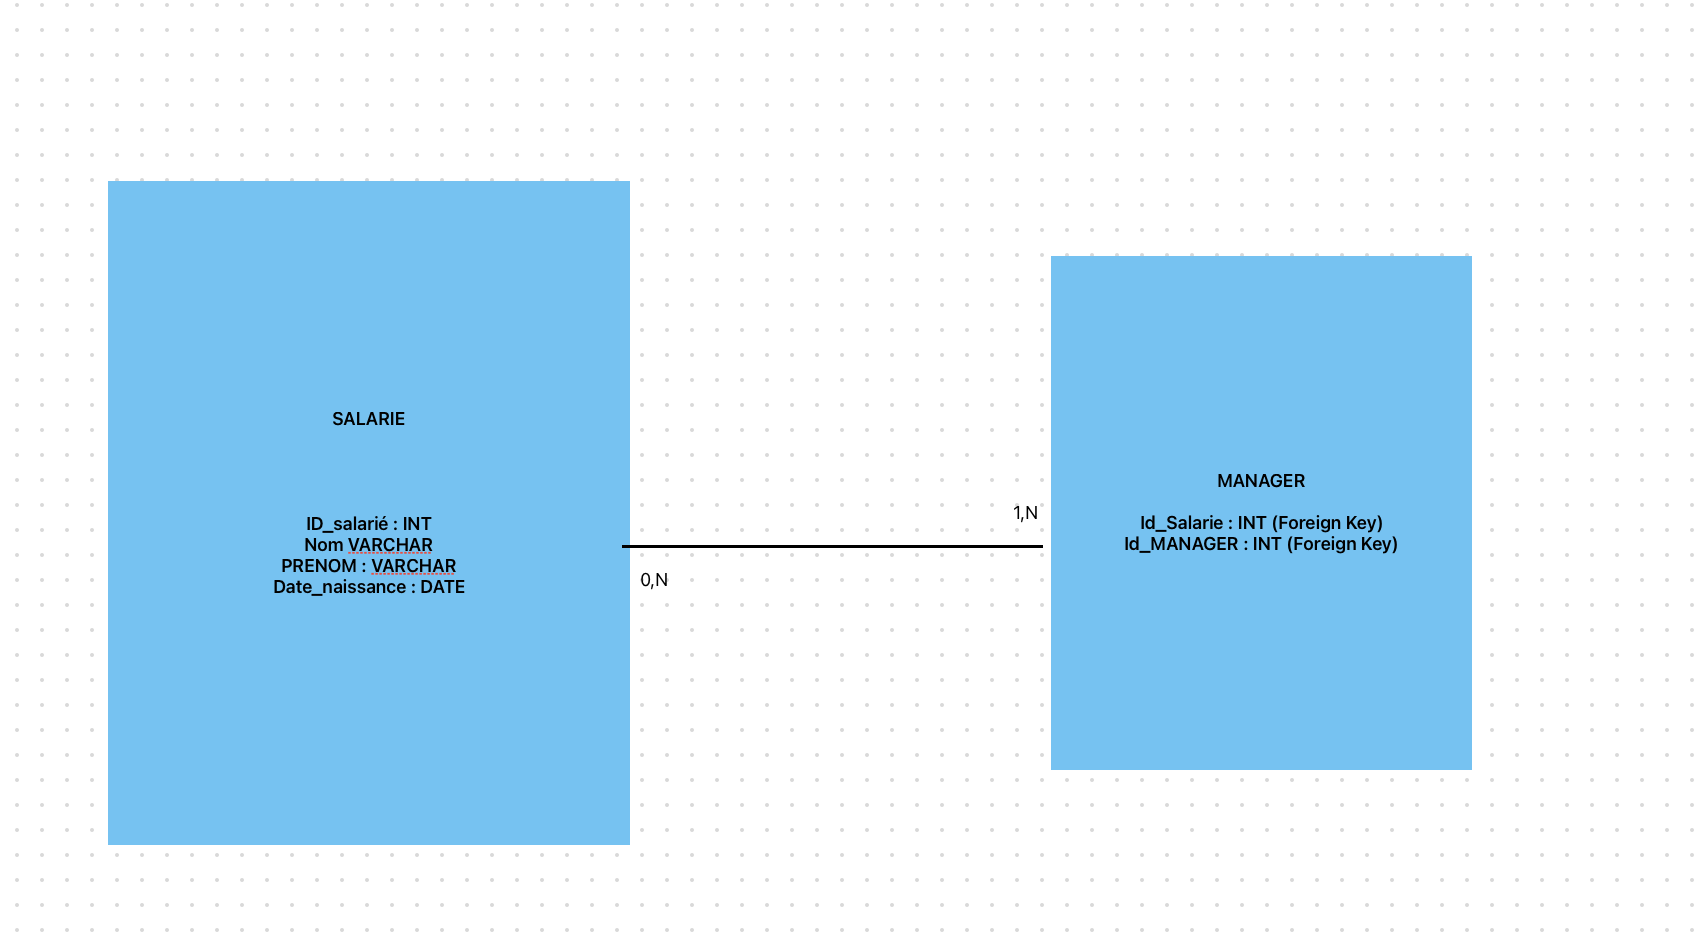 SALARIE
ID_salarié : INT
Nom VARCHAR
PRENOM : VARCHAR
Date_naissance : DATE
0,N
1,N
MANAGER
Id_Salarie : INT (Foreign Key)
Id_MANAGER : INT (Foreign Key)